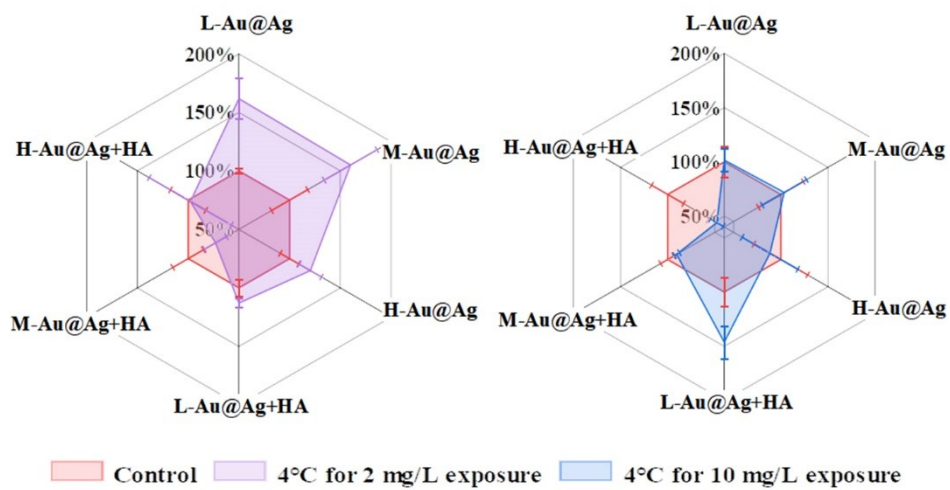 L-Au@Ag
200%
150%
100%
50%
M-Au@Ag
H-Au@Ag
L-Au@Ag+HA
M-Au@Ag+HA
H-Au@Ag+HA
L-Au@Ag
200%
150%
100%
50%
M-Au@Ag
H-Au@Ag
L-Au@Ag+HA
M-Au@Ag+HA
H-Au@Ag+HA
Control
4°C for 2 mg/L exposure
4°C for 10 mg/L exposure